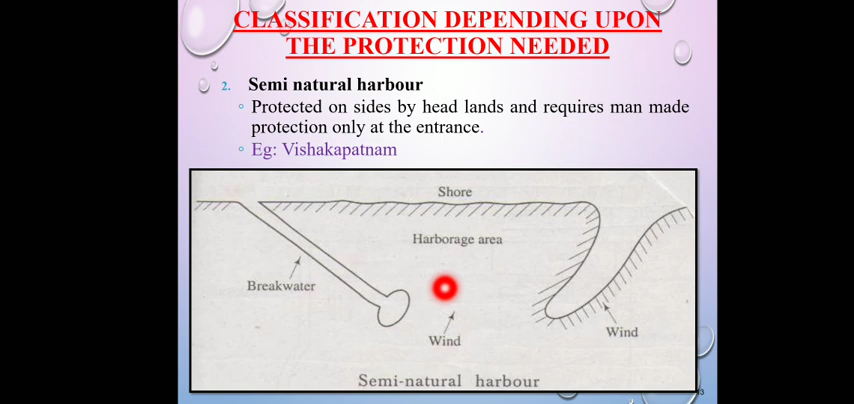 CLASSIFICATION DEPENDING UPON
THE PROTECTION NEEDED
2. Semi natural harbour
Protected on sides by head lands and requires man made
protection only at the entrance.
Eg: Vishakapatnam
Shore
Harborage area
Breakwater
Wind
Wind
Semi-natural harbour